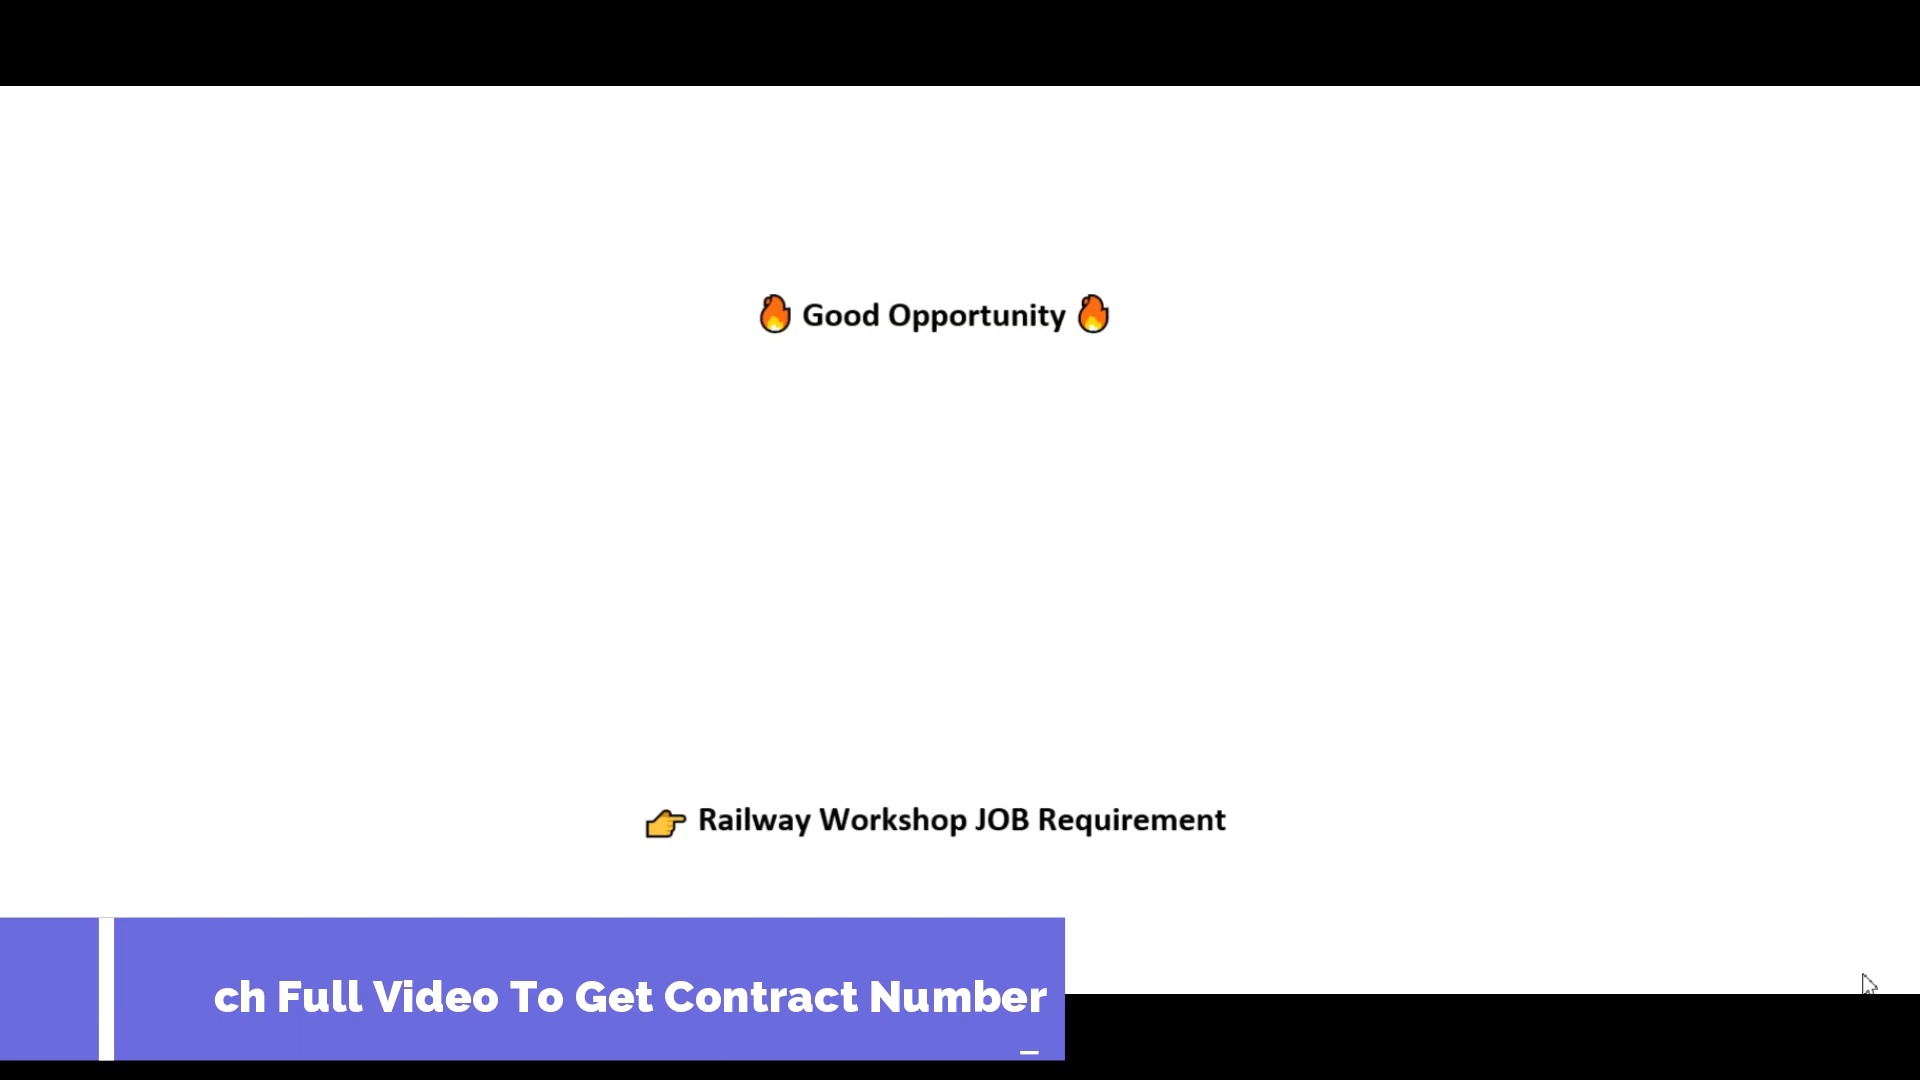 🔥 Good Opportunity 🔥
👉 Railway Workshop JOB Requirement
ch Full Video To Get Contract Number